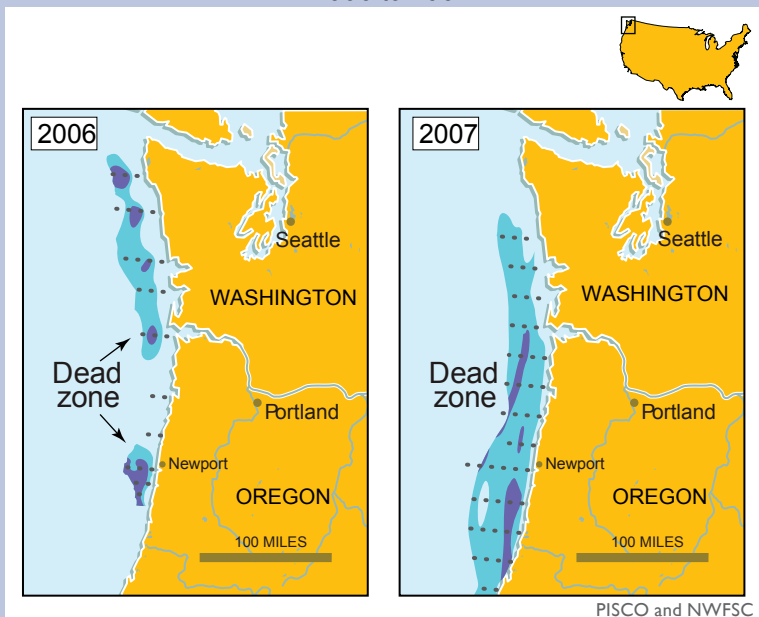 2006
Seattle
WASHINGTON
Dead
zone
Portland
Newport
OREGON
100 MILES
2007
Seattle
WASHINGTON
Dead
zone
Portland
Newport
OREGON
100 MILES
PISCO and NWFSC